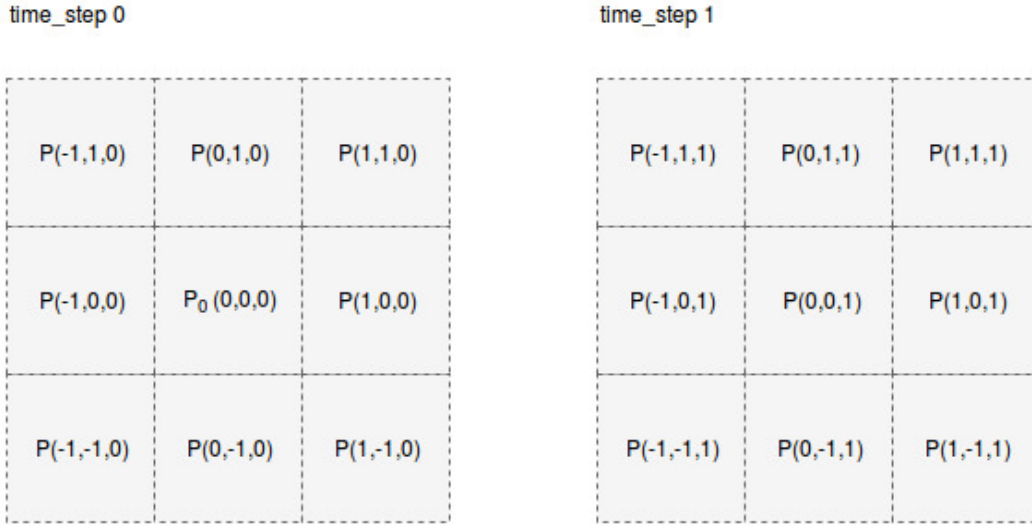 time_step 0
time_step 1
P(-1,1,0) P(0,1,0) P(1,1,0)
P(-1,1,1) P(0,1,1) P(1,1,1)
P(-1,0,0) P₀ (0,0,0) P(1,0,0)
P(-1,0,1) P(0,0,1) P(1,0,1)
P(-1,-1,0) P(0,-1,0) P(1,-1,0)
P(-1,-1,1) P(0,-1,1) P(1,-1,1)